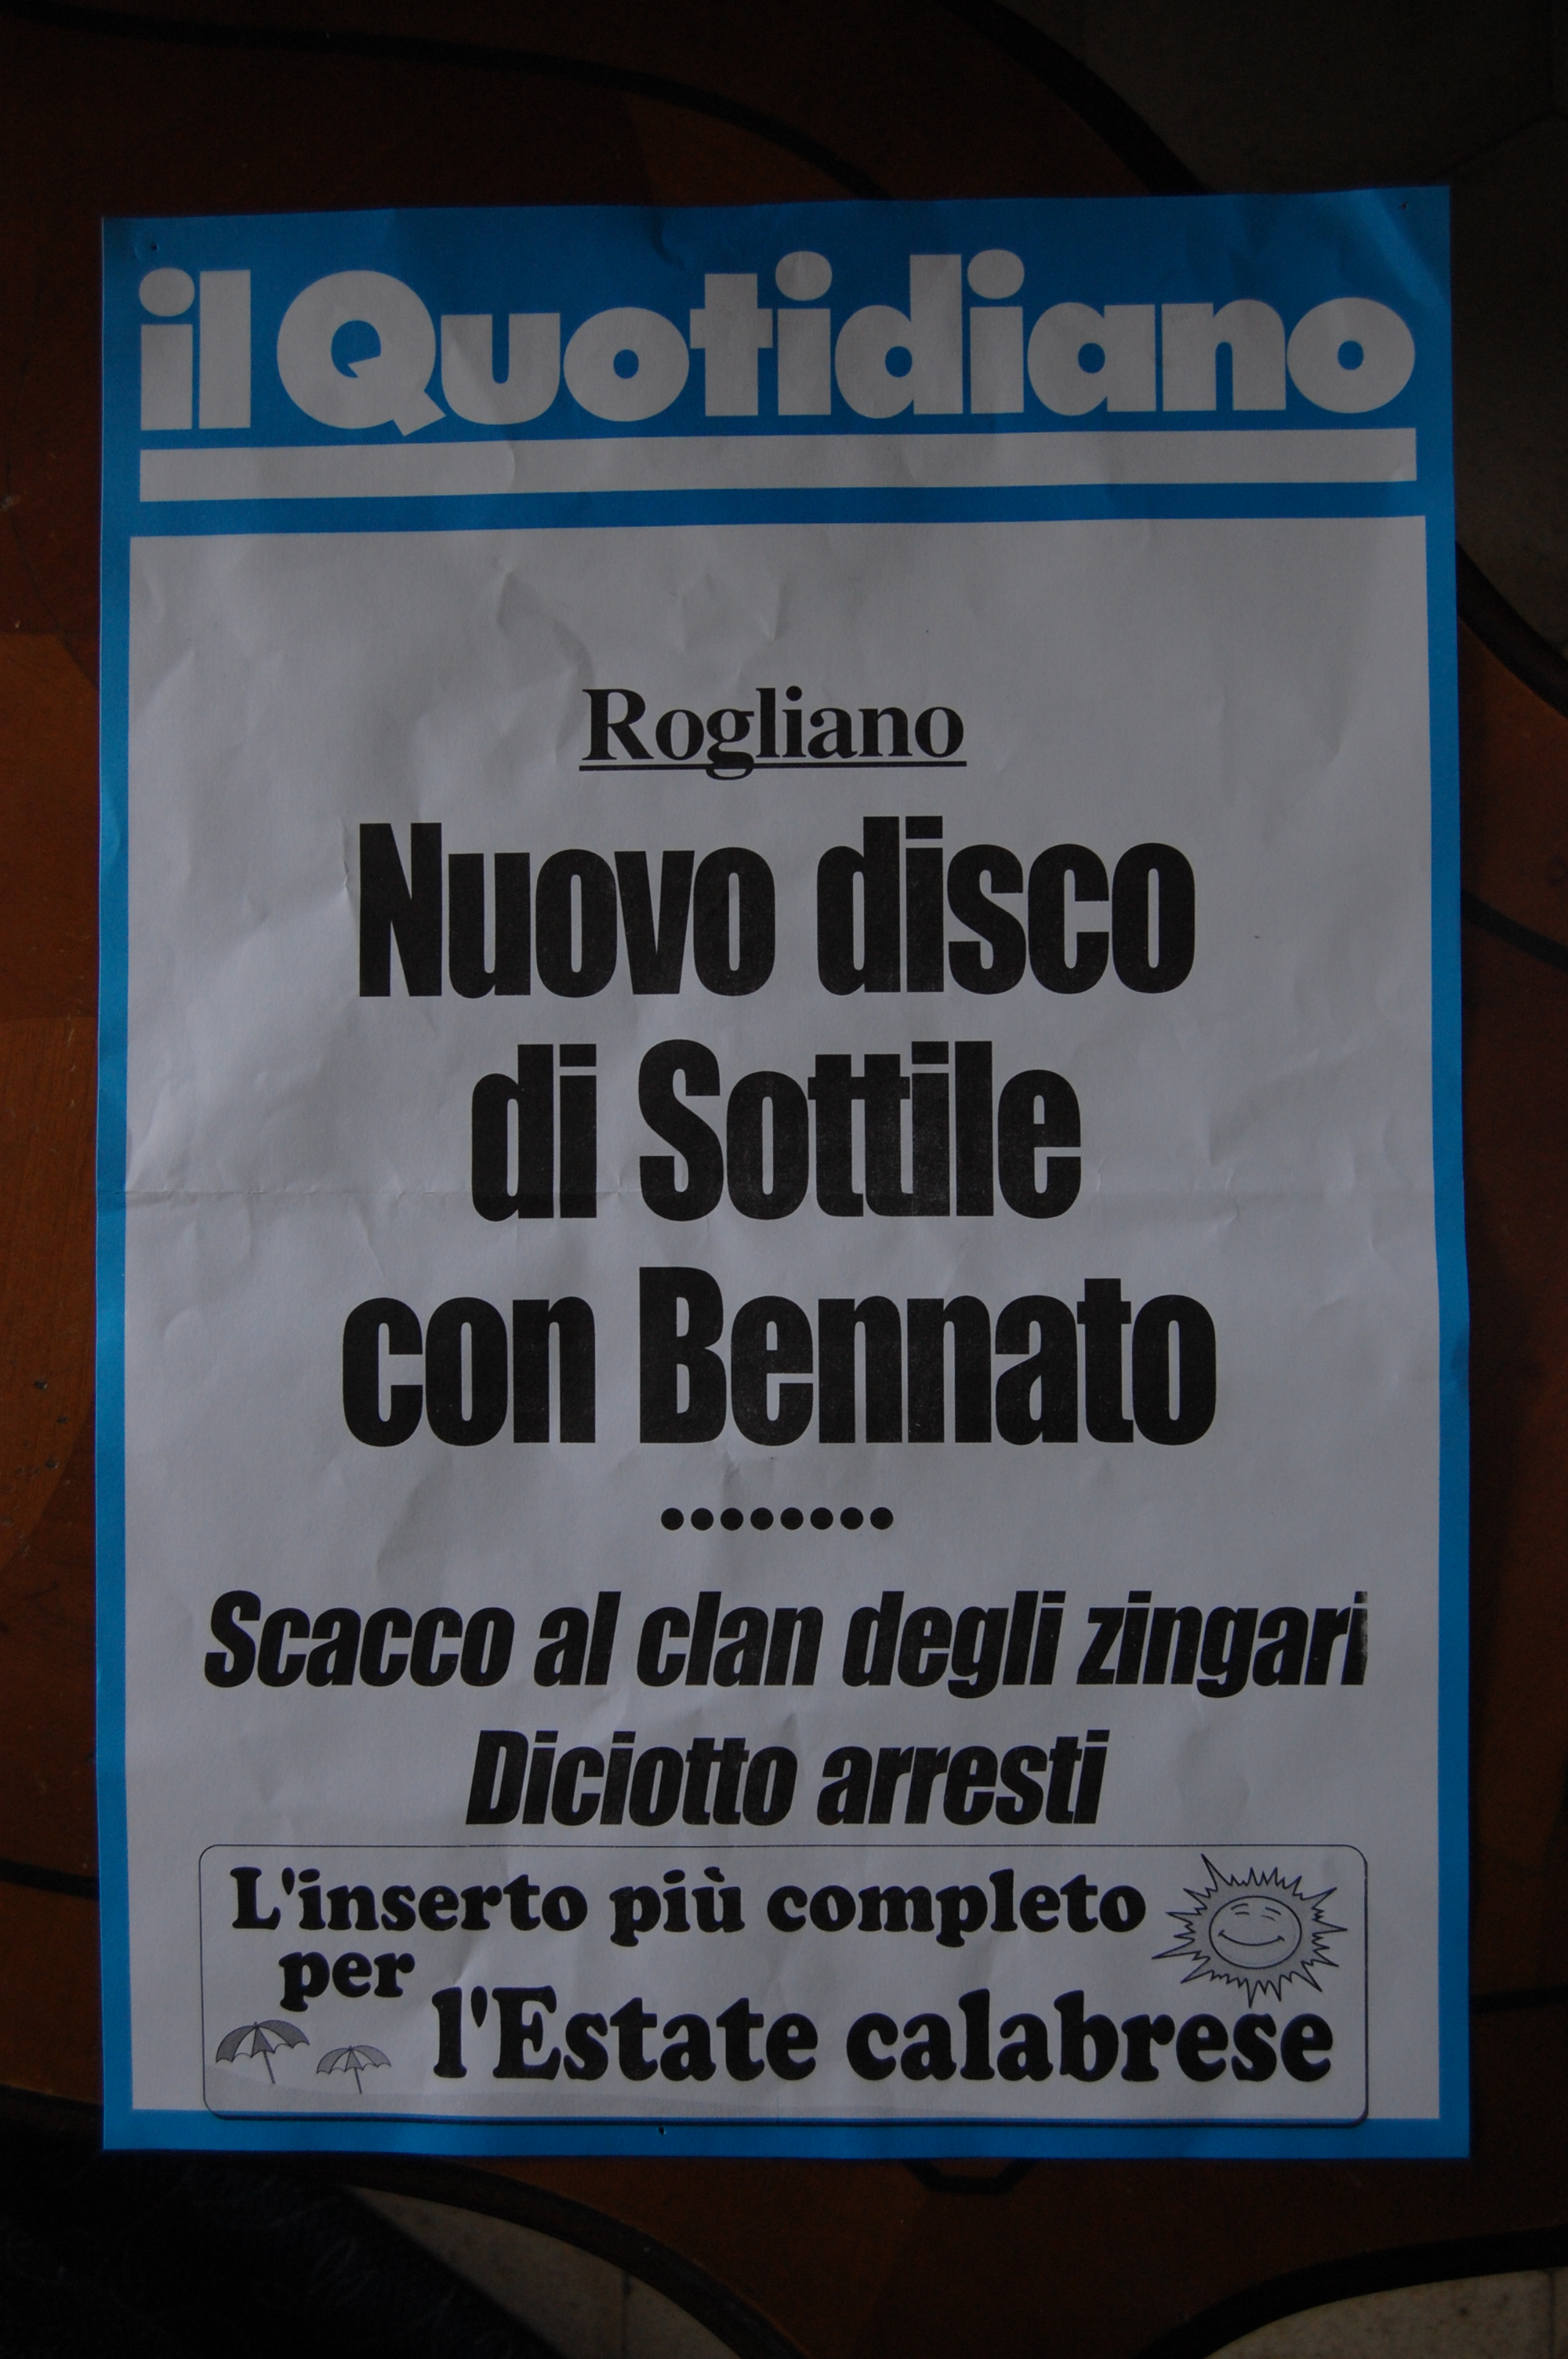 il Quotidiano
Rogliano
Nuovo disco
di Sottile
con Bennato
••••••••
Scacco al clan degli zingari
Diciotto arresti
L'inserto più completo
per
l'Estate calabrese